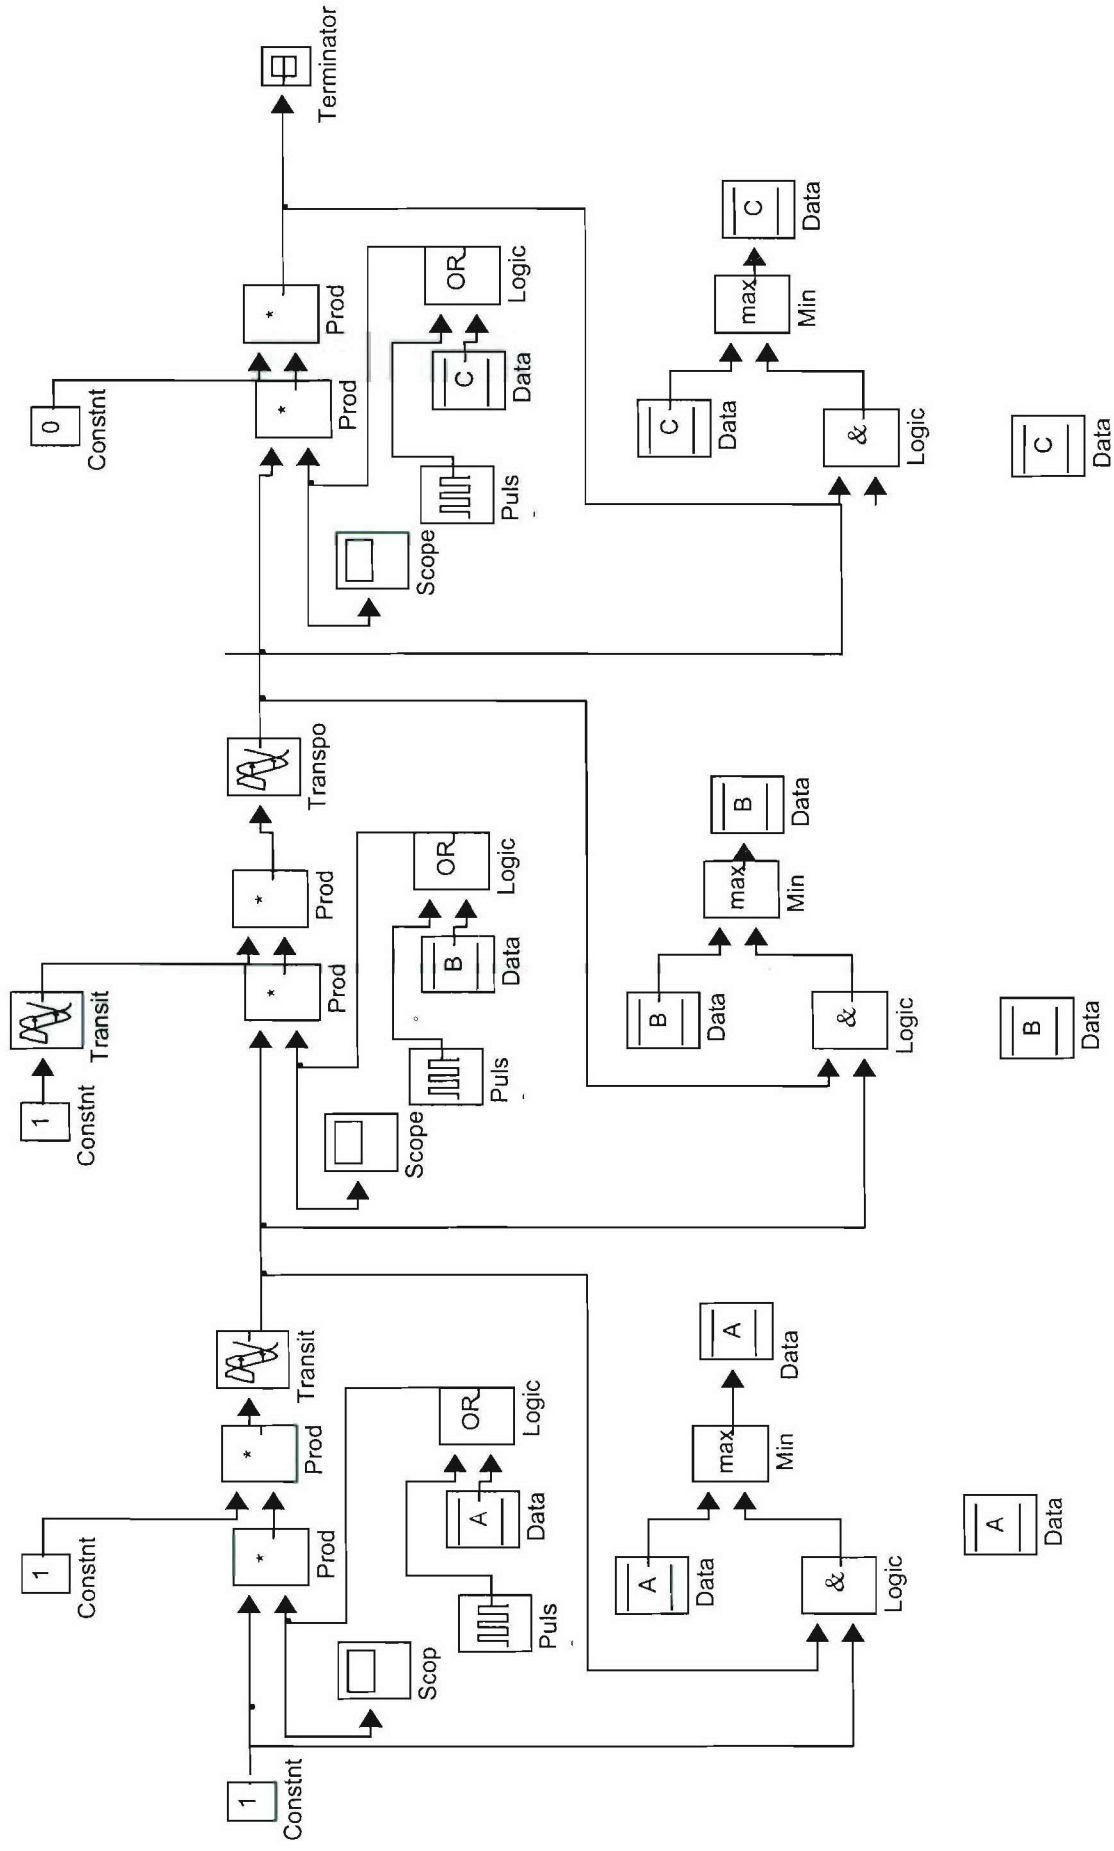 1
1
0
Constnt
Constnt
Transit
Constnt
1
*
*
*
*
*
*
Constnt
Prod
Prod
Transit
Prod
Prod
Transpo
Prod
Prod
Terminator
A
OR
B
OR
C
OR
Scop
Puls
Data
Logic
Scope
Puls
Data
Logic
Scope
Puls
Data
Logic
A
max
A
B
max
B
C
max
C
Data
Min
Data
Data
Min
Data
Data
Min
Data
&
&
&
Logic
Logic
Logic
A
B
C
Data
Data
Data